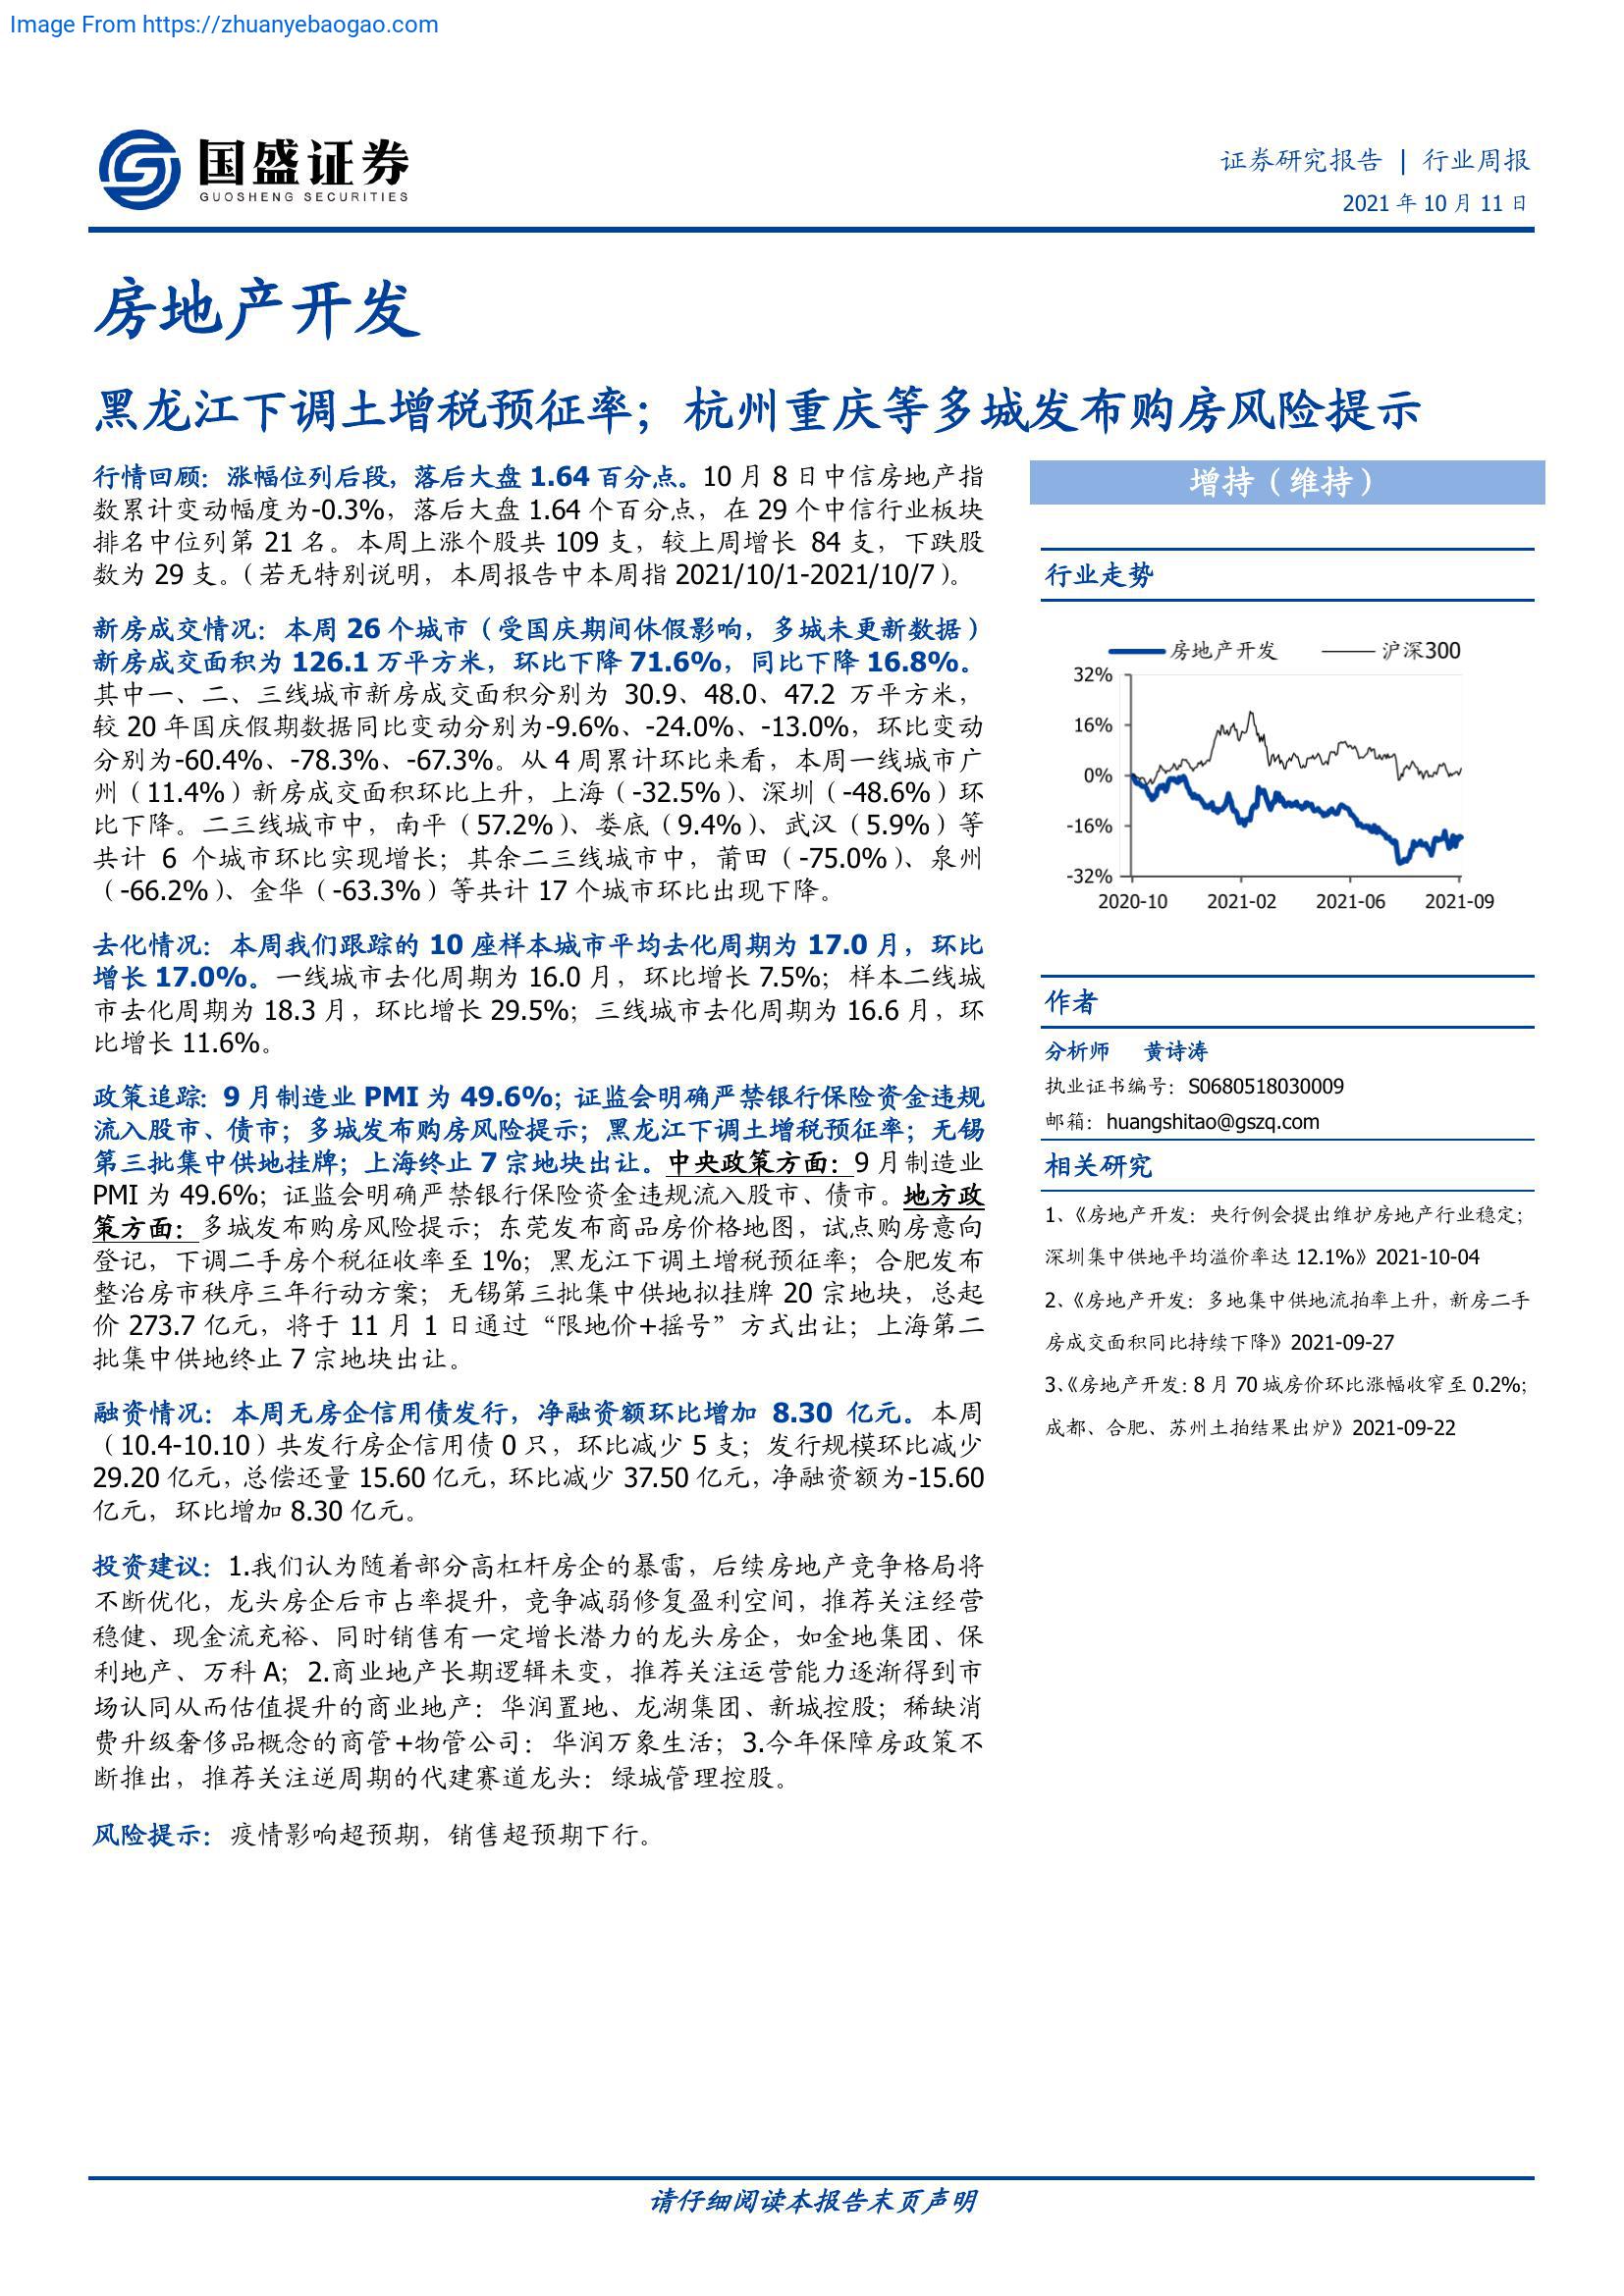 Image From https://zhuanyebaogao.com
国盛证券
GUOSHENG SECURITIES
证券研究报告 | 行业周报
2021 年 10 月 11 日
房地产开发
黑龙江下调土增税预征率；杭州重庆等多城发布购房风险提示
行情回顾：涨幅位列后段，落后大盘 1.64 百分点。10 月 8 日中信房地产指
数累计变动幅度为-0.3%，落后大盘 1.64 个百分点，在 29 个中信行业板块
排名中位列第 21 名。本周上涨个股共 109 支，较上周增长 84 支，下跌股
数为 29 支。（若无特别说明，本周报告中本周指 2021/10/1-2021/10/7）。
新房成交情况：本周 26 个城市（受国庆期间休假影响，多城未更新数据）
新房成交面积为 126.1 万平方米，环比下降 71.6%，同比下降 16.8%。
其中一、二、三线城市新房成交面积分别为 30.9、48.0、47.2 万平方米，
较 20 年国庆假期数据同比变动分别为-9.6%、-24.0%、-13.0%，环比变动
分别为-60.4%、-78.3%、-67.3%。从 4 周累计环比来看，本周一线城市广
州（11.4%）新房成交面积环比上升，上海（-32.5%）、深圳（-48.6%）环
比下降。二三线城市中，南平（57.2%）、娄底（9.4%）、武汉（5.9%）等
共计 6 个城市环比实现增长；其余二三线城市中，莆田（-75.0%）、泉州
（-66.2%）、金华（-63.3%）等共计 17 个城市环比出现下降。
去化情况：本周我们跟踪的 10 座样本城市平均去化周期为 17.0 月，环比
增长 17.0%。一线城市去化周期为 16.0 月，环比增长 7.5%；样本二线城
市去化周期为 18.3 月，环比增长 29.5%；三线城市去化周期为 16.6 月，环
比增长 11.6%。
政策追踪：9 月制造业 PMI 为 49.6%；证监会明确严禁银行保险资金违规
流入股市、债市；多城发布购房风险提示；黑龙江下调土增税预征率；无锡
第三批集中供地挂牌；上海终止 7 宗地块出让。中央政策方面：9 月制造业
PMI 为 49.6%；证监会明确严禁银行保险资金违规流入股市、债市。地方政
策方面：多城发布购房风险提示；东莞发布商品房价格地图，试点购房意向
登记，下调二手房个税征收率至 1%；黑龙江下调土增税预征率；合肥发布
整治房市秩序三年行动方案；无锡第三批集中供地拟挂牌 20 宗地块，总起
价 273.7 亿元，将于 11 月 1 日通过“限地价+摇号”方式出让；上海第二
批集中供地终止 7 宗地块出让。
融资情况：本周无房企信用债发行，净融资额环比增加 8.30 亿元。本周
（10.4-10.10）共发行房企信用债 0 只，环比减少 5 支；发行规模环比减少
29.20 亿元，总偿还量 15.60 亿元，环比减少 37.50 亿元，净融资额为-15.60
亿元，环比增加 8.30 亿元。
投资建议：1.我们认为随着部分高杠杆房企的暴雷，后续房地产竞争格局将
不断优化，龙头房企后市占率提升，竞争减弱修复盈利空间，推荐关注经营
稳健、现金流充裕、同时销售有一定增长潜力的龙头房企，如金地集团、保
利地产、万科 A；2.商业地产长期逻辑未变，推荐关注运营能力逐渐得到市
场认同从而估值提升的商业地产：华润置地、龙湖集团、新城控股；稀缺消
费升级奢侈品概念的商管+物管公司：华润万象生活；3.今年保障房政策不
断推出，推荐关注逆周期的代建赛道龙头：绿城管理控股。
风险提示：疫情影响超预期，销售超预期下行。
增持（维持）
行业走势
房地产开发 沪深300
32%
16%
0%
-16%
-32%
2020-10 2021-02 2021-06 2021-09
作者
分析师 黄诗涛
执业证书编号：S0680518030009
邮箱：huangshitao@gszq.com
相关研究
1、《房地产开发：央行例会提出维护房地产行业稳定；
深圳集中供地平均溢价率达 12.1%》2021-10-04
2、《房地产开发：多地集中供地流拍率上升，新房二手
房成交面积同比持续下降》2021-09-27
3、《房地产开发：8 月 70 城房价环比涨幅收窄至 0.2%；
成都、合肥、苏州土拍结果出炉》2021-09-22
请仔细阅读本报告末页声明